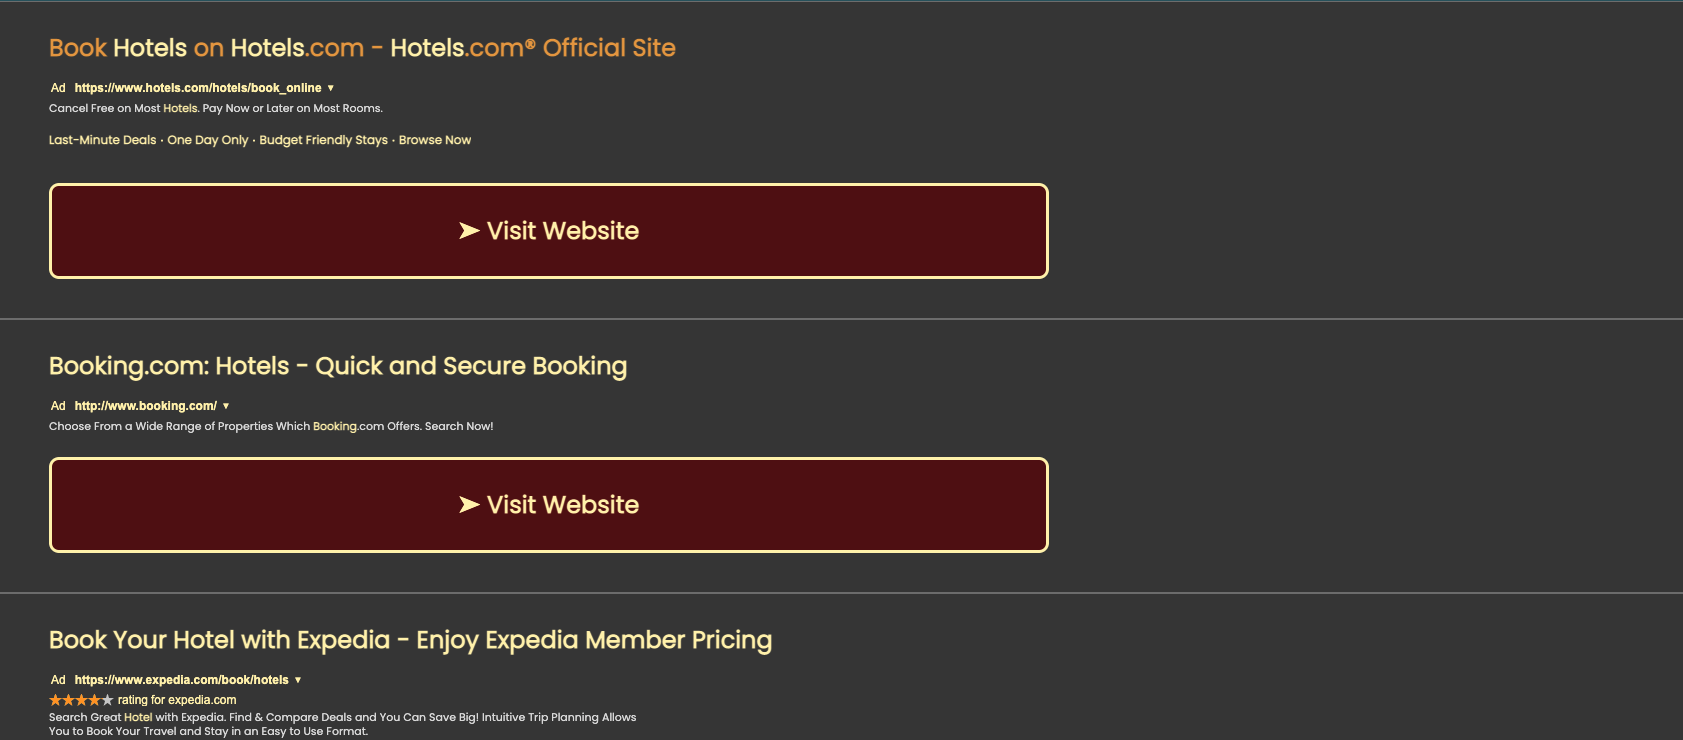 Book Hotels on Hotels.com - Hotels.com® Official Site
Ad https://www.hotels.com/hotels/book_online ▼
Cancel Free on Most Hotels. Pay Now or Later on Most Rooms.
Last-Minute Deals · One Day Only · Budget Friendly Stays · Browse Now
➤ Visit Website
Booking.com: Hotels - Quick and Secure Booking
Ad http://www.booking.com/ ▼
Choose From a Wide Range of Properties Which Booking.com Offers. Search Now!
➤ Visit Website
Book Your Hotel with Expedia - Enjoy Expedia Member Pricing
Ad https://www.expedia.com/book/hotels ▼
★★★★★ rating for expedia.com
Search Great Hotel with Expedia. Find & Compare Deals and You Can Save Big! Intuitive Trip Planning Allows
You to Book Your Travel and Stay in an Easy to Use Format.